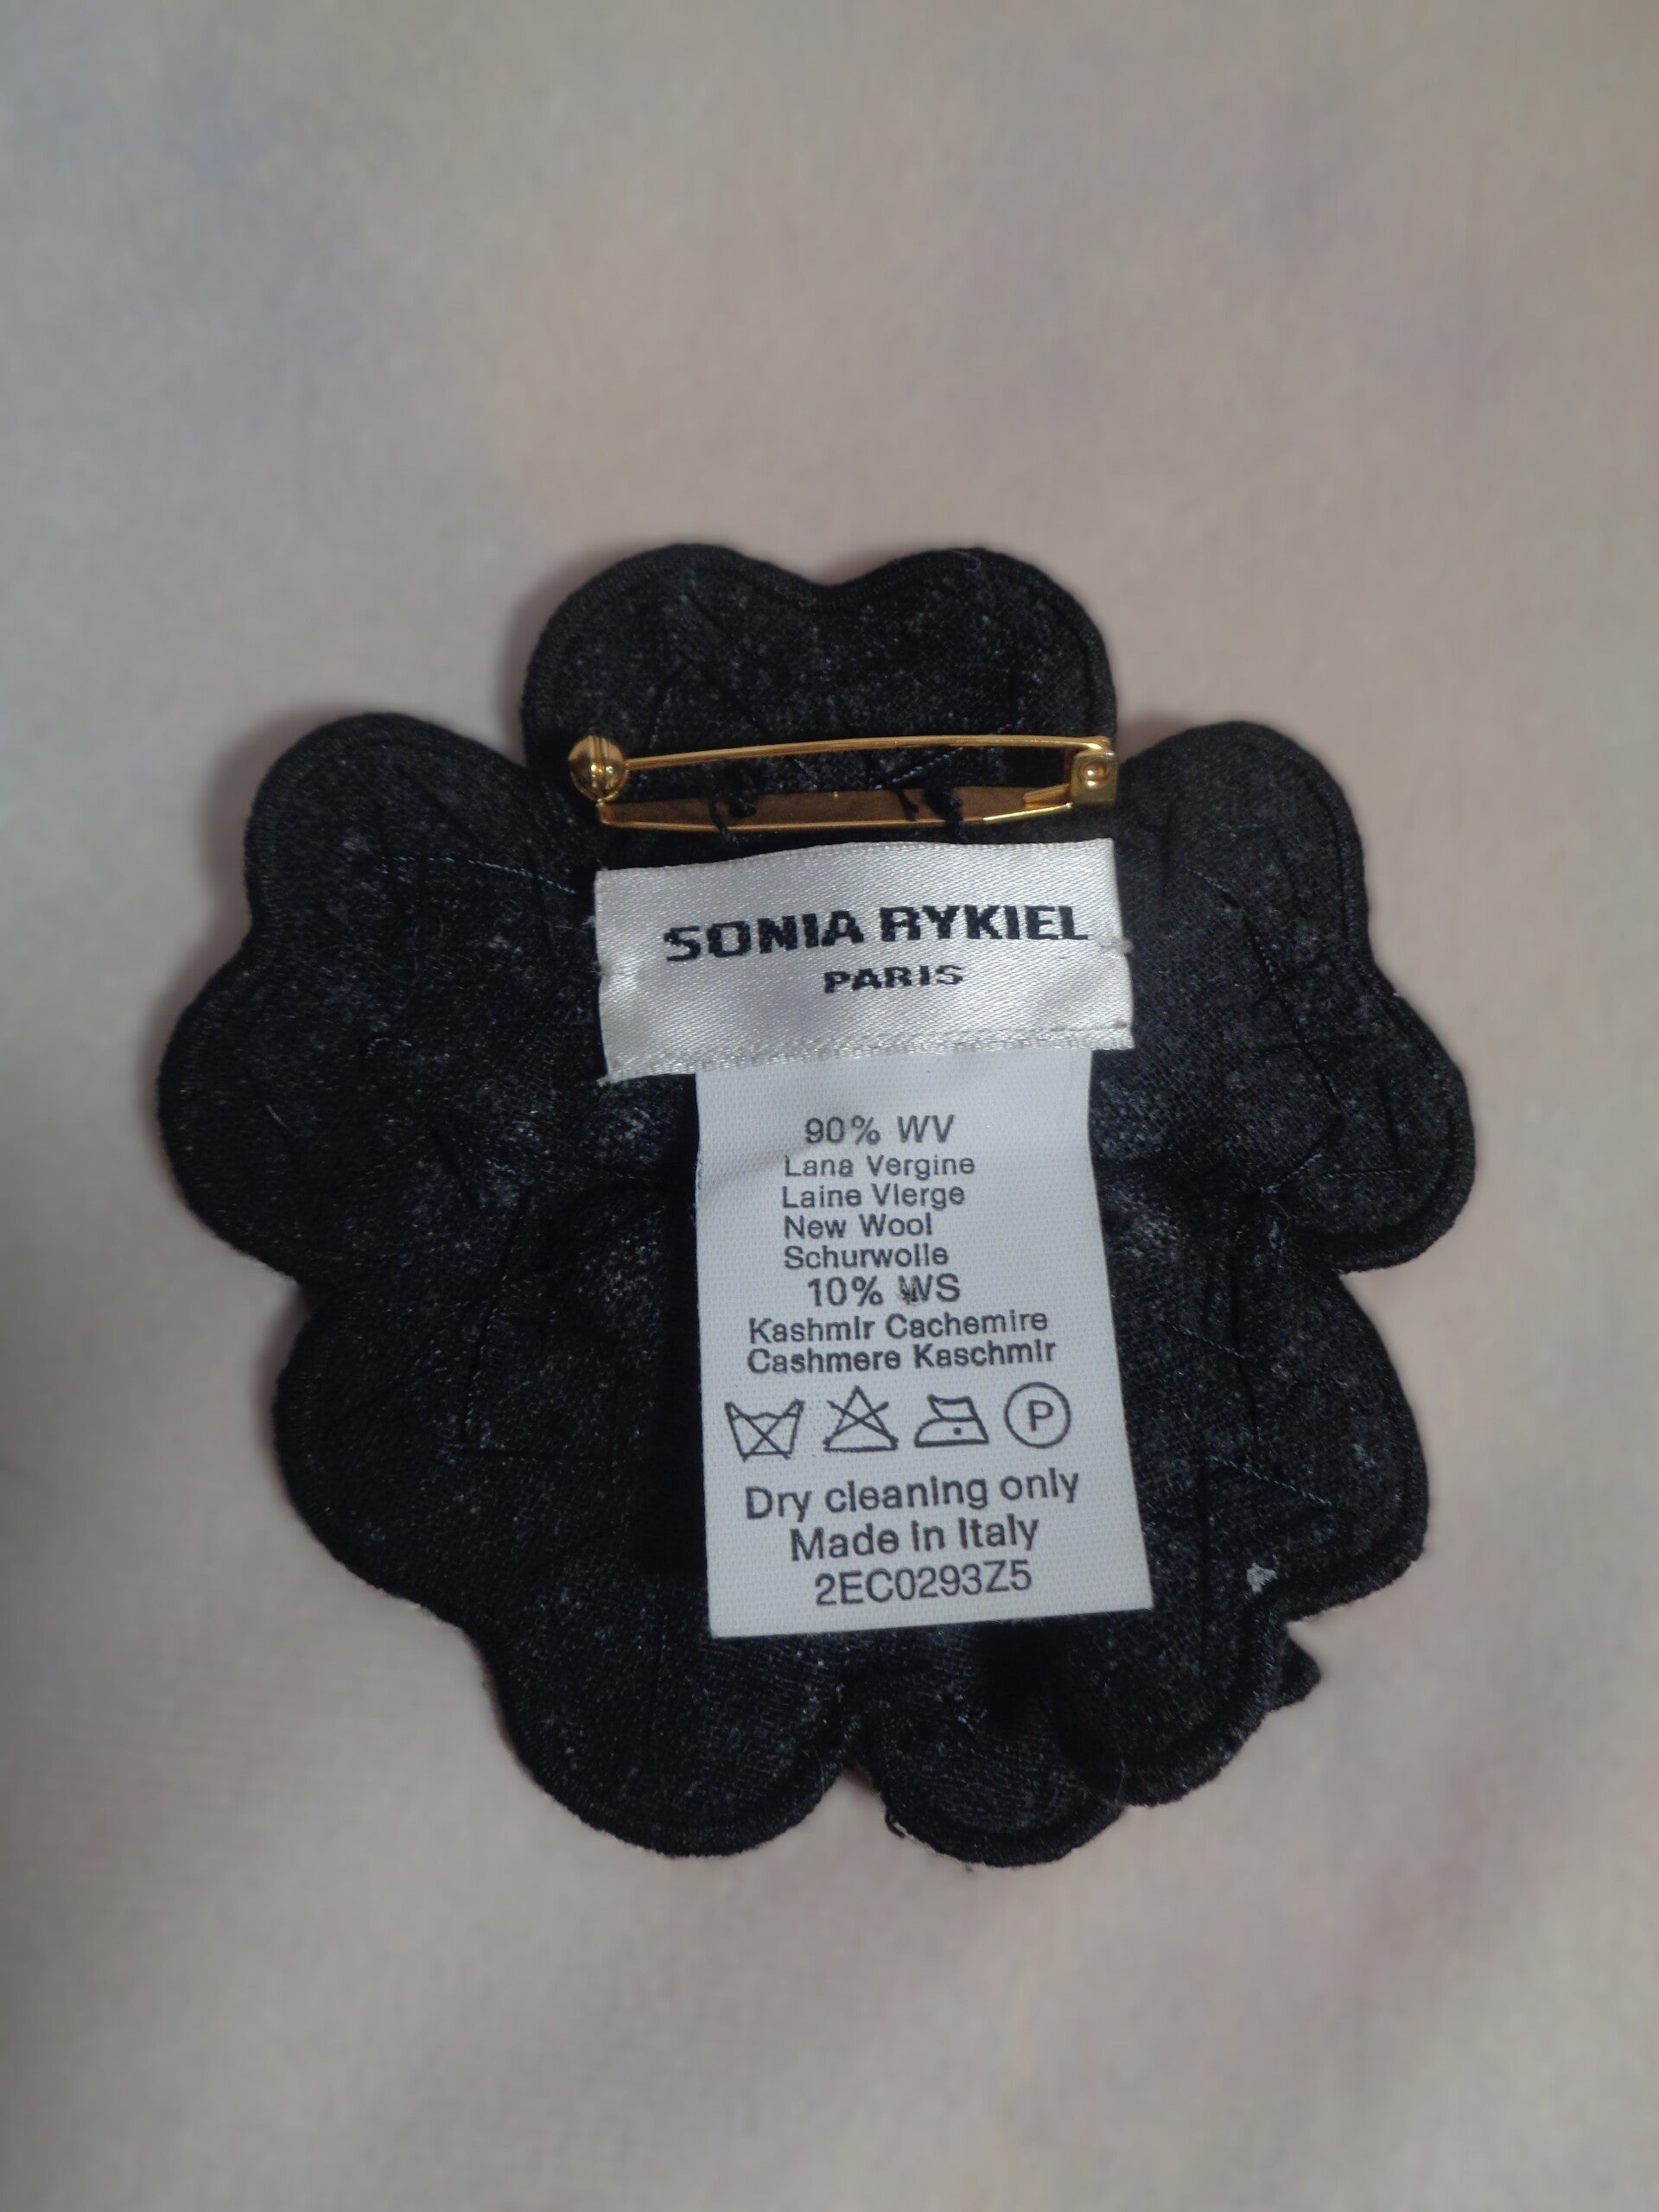 SONIA RYKIEL
PARIS
90% WV
Lana Vergine
Laine Vierge
New Wool
Schurwolle
10% WS
Kashmir Cachemire
Cashmere Kaschmir
P
Dry cleaning only
Made in Italy
2EC0293Z5